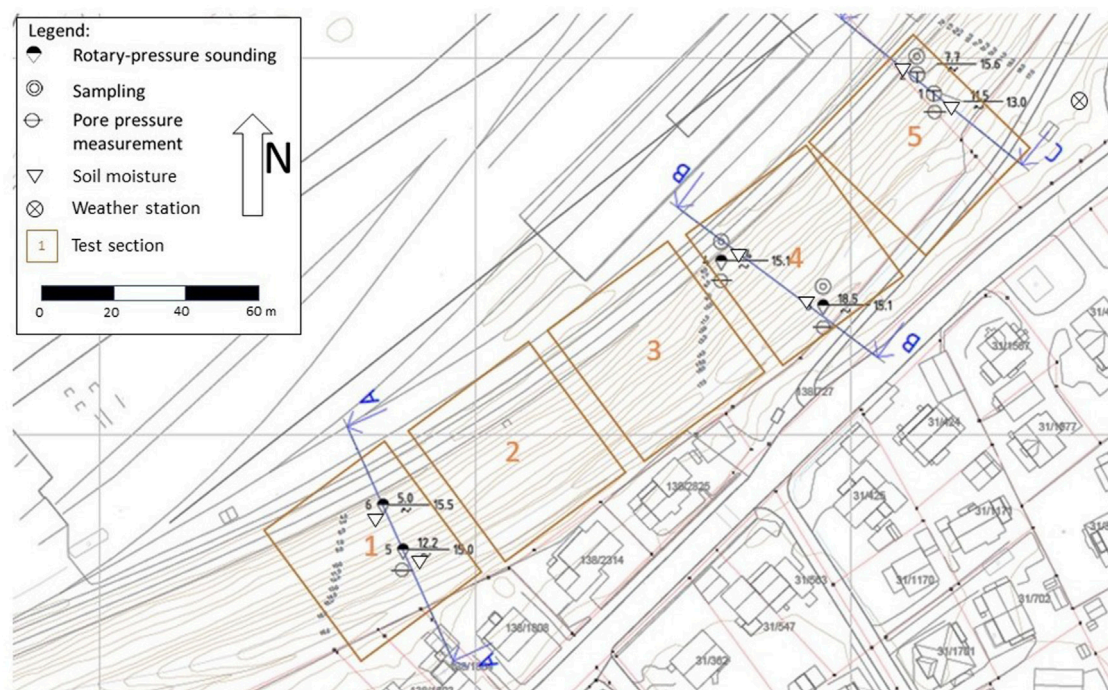 Legend:
Rotary-pressure sounding
Sampling
Pore pressure
measurement
Soil moisture
Weather station
1 Test section
N
0 20 40 60 m
7.7
15.6
1
11.5
13.0
5
C
B
4
15.1
18.5
15.1
B
3
31/1567
138/727
31/424
31/1077
A
2
138/2825
31/425
31/1171
6
5.0
15.5
1
5
12.2
15.0
138/2314
31/563
31/1170
31/702
31/547
138/1808
31/362
31/1701
A